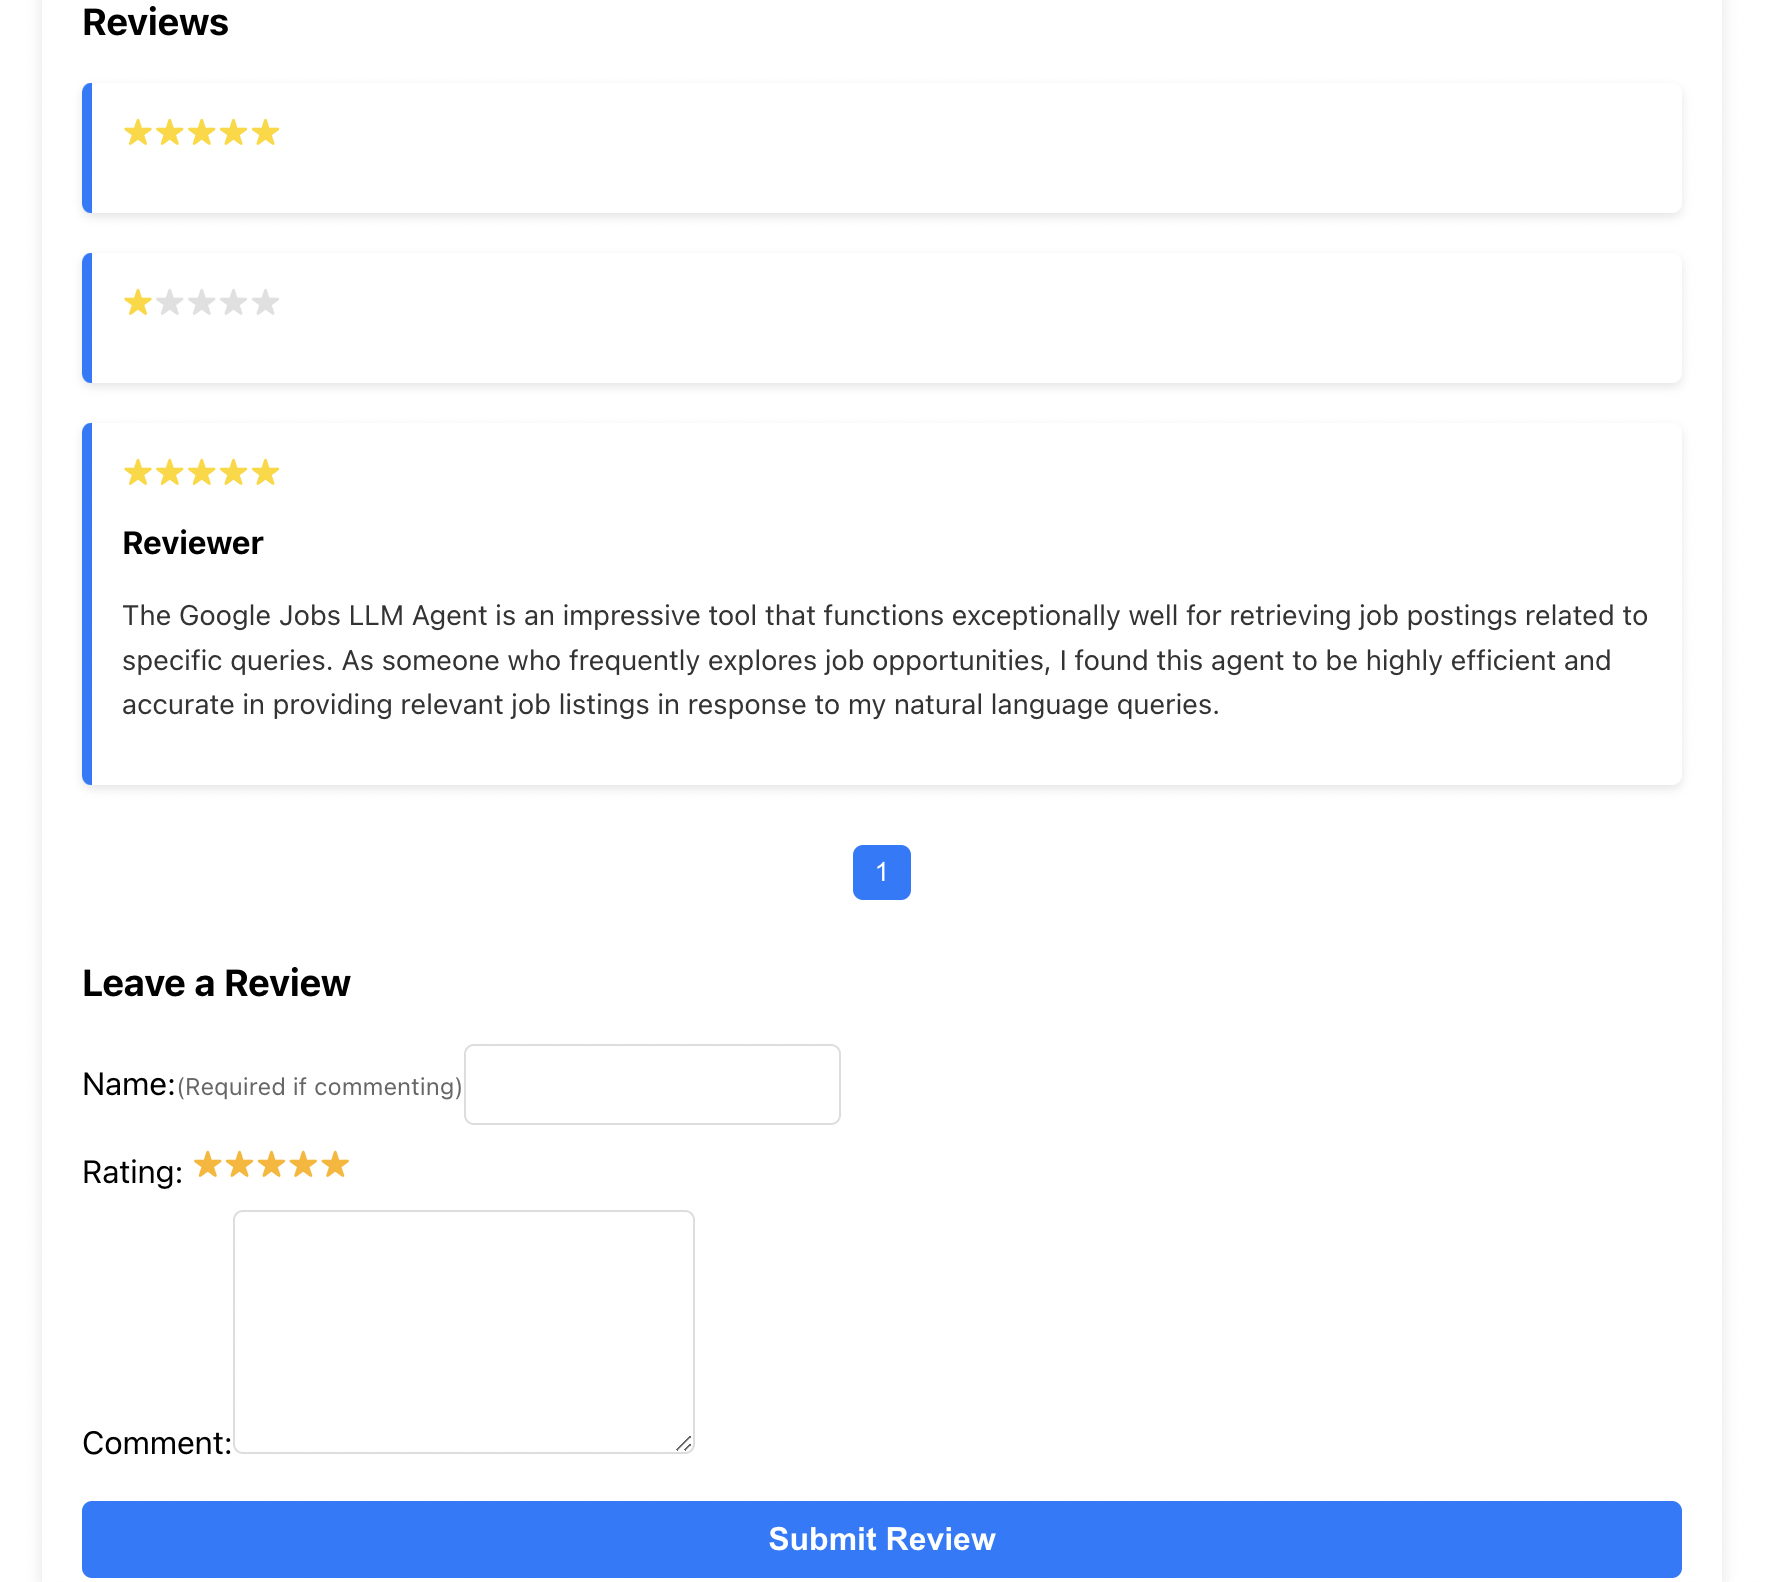 Reviews
Reviewer
The Google Jobs LLM Agent is an impressive tool that functions exceptionally well for retrieving job postings related to
specific queries. As someone who frequently explores job opportunities, I found this agent to be highly efficient and
accurate in providing relevant job listings in response to my natural language queries.
1
Leave a Review
Name:(Required if commenting)
Rating:
Comment:
Submit Review